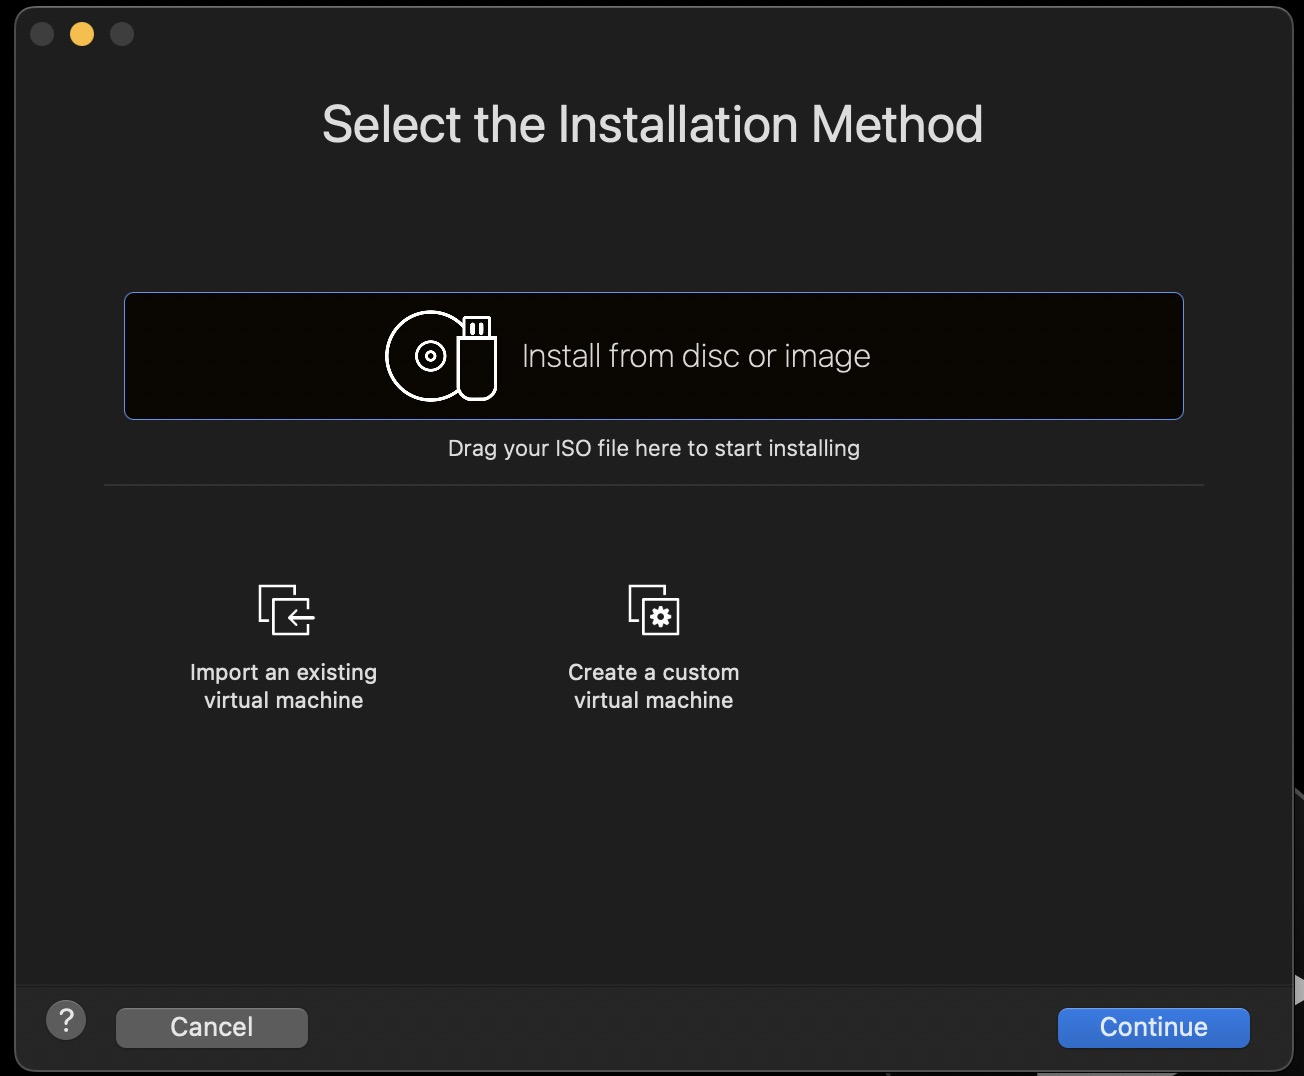 Select the Installation Method
Install from disc or image
Drag your ISO file here to start installing
Import an existing
virtual machine
Create a custom
virtual machine
?
Cancel
Continue